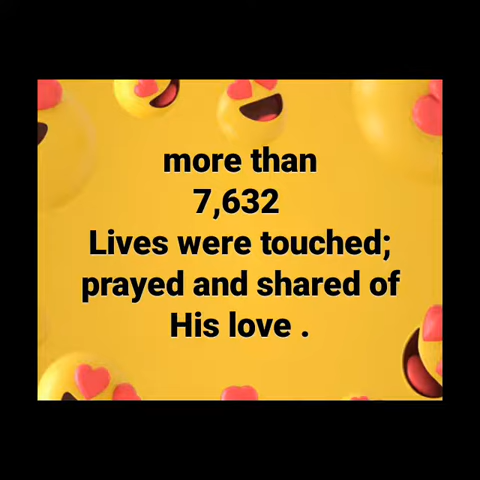 more than
7,632
Lives were touched;
prayed and shared of
His love .